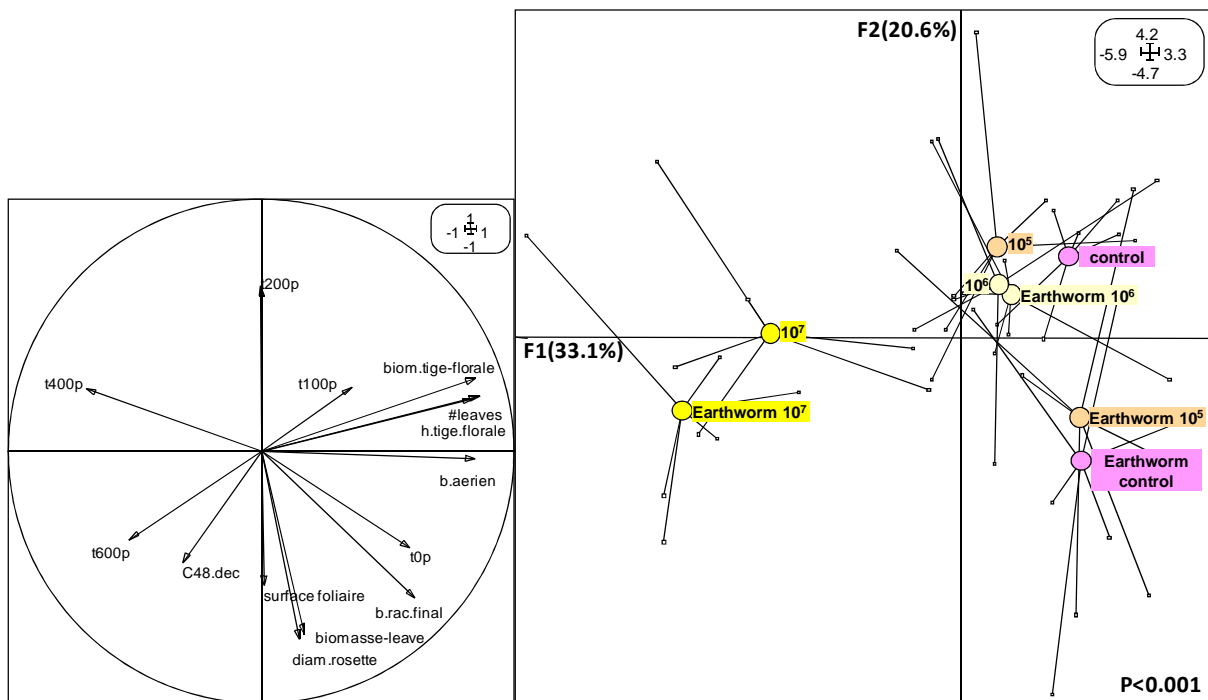 1
-1 1
-1
t200p
t400p
t100p
biom.tige-florale
#leaves
h.tige.florale
b.aerien
t600p
t0p
C48.dec
surface foliaire
b.rac.final
biomasse-leave
diam.rosette
F2(20.6%)
4.2
-5.9 3.3
-4.7
10⁵
control
10⁶
Earthworm 10⁶
10⁷
F1(33.1%)
Earthworm 10⁷
Earthworm 10⁵
Earthworm
control
P<0.001